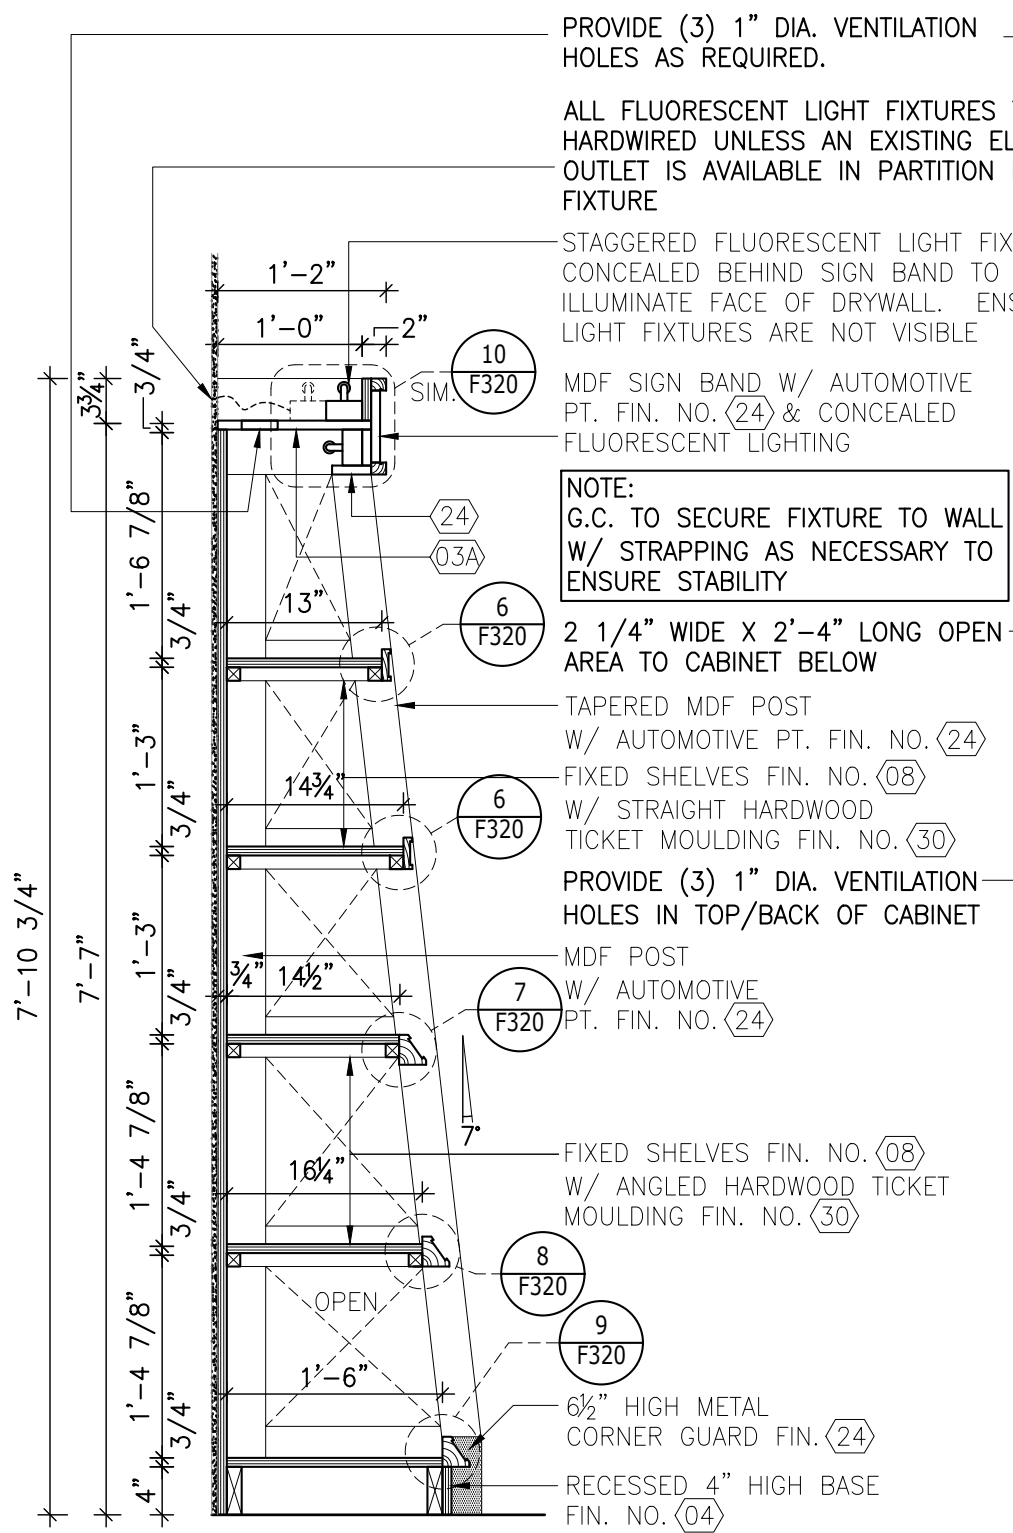 PROVIDE (3) 1" DIA. VENTILATION
HOLES AS REQUIRED.
ALL FLUORESCENT LIGHT FIXTURES
HARDWIRED UNLESS AN EXISTING
OUTLET IS AVAILABLE IN PARTITION
FIXTURE
STAGGERED FLUORESCENT LIGHT
CONCEALED BEHIND SIGN BAND TO
ILLUMINATE FACE OF DRYWALL.
LIGHT FIXTURES ARE NOT VISIBLE
1'-2"
1'-0"
2"
10
F320
SIM.
MDF SIGN BAND W/ AUTOMOTIVE
PT. FIN. NO. 24 & CONCEALED
FLUORESCENT LIGHTING
3¾"
3/4"
24
03A
NOTE:
G.C. TO SECURE FIXTURE TO WALL
W/ STRAPPING AS NECESSARY TO
ENSURE STABILITY
1'-6 7/8"
13"
6
F320
2 1/4" WIDE X 2'-4" LONG OPEN
AREA TO CABINET BELOW
3/4"
TAPERED MDF POST
W/ AUTOMOTIVE PT. FIN. NO. 24
1'-3"
14¾"
6
F320
FIXED SHELVES FIN. NO. 08
W/ STRAIGHT HARDWOOD
TICKET MOULDING FIN. NO. 30
3/4"
PROVIDE (3) 1" DIA. VENTILATION
HOLES IN TOP/BACK OF CABINET
7'-10 3/4"
7'-7"
1'-3"
¾"
14½"
MDF POST
W/ AUTOMOTIVE
PT. FIN. NO. 24
7
F320
3/4"
7°
1'-4 7/8"
16¼"
FIXED SHELVES FIN. NO. 08
W/ ANGLED HARDWOOD TICKET
MOULDING FIN. NO. 30
3/4"
8
F320
OPEN
9
F320
1'-4 7/8"
1'-6"
6½" HIGH METAL
CORNER GUARD FIN. 24
3/4"
4"
RECESSED 4" HIGH BASE
FIN. NO. 04